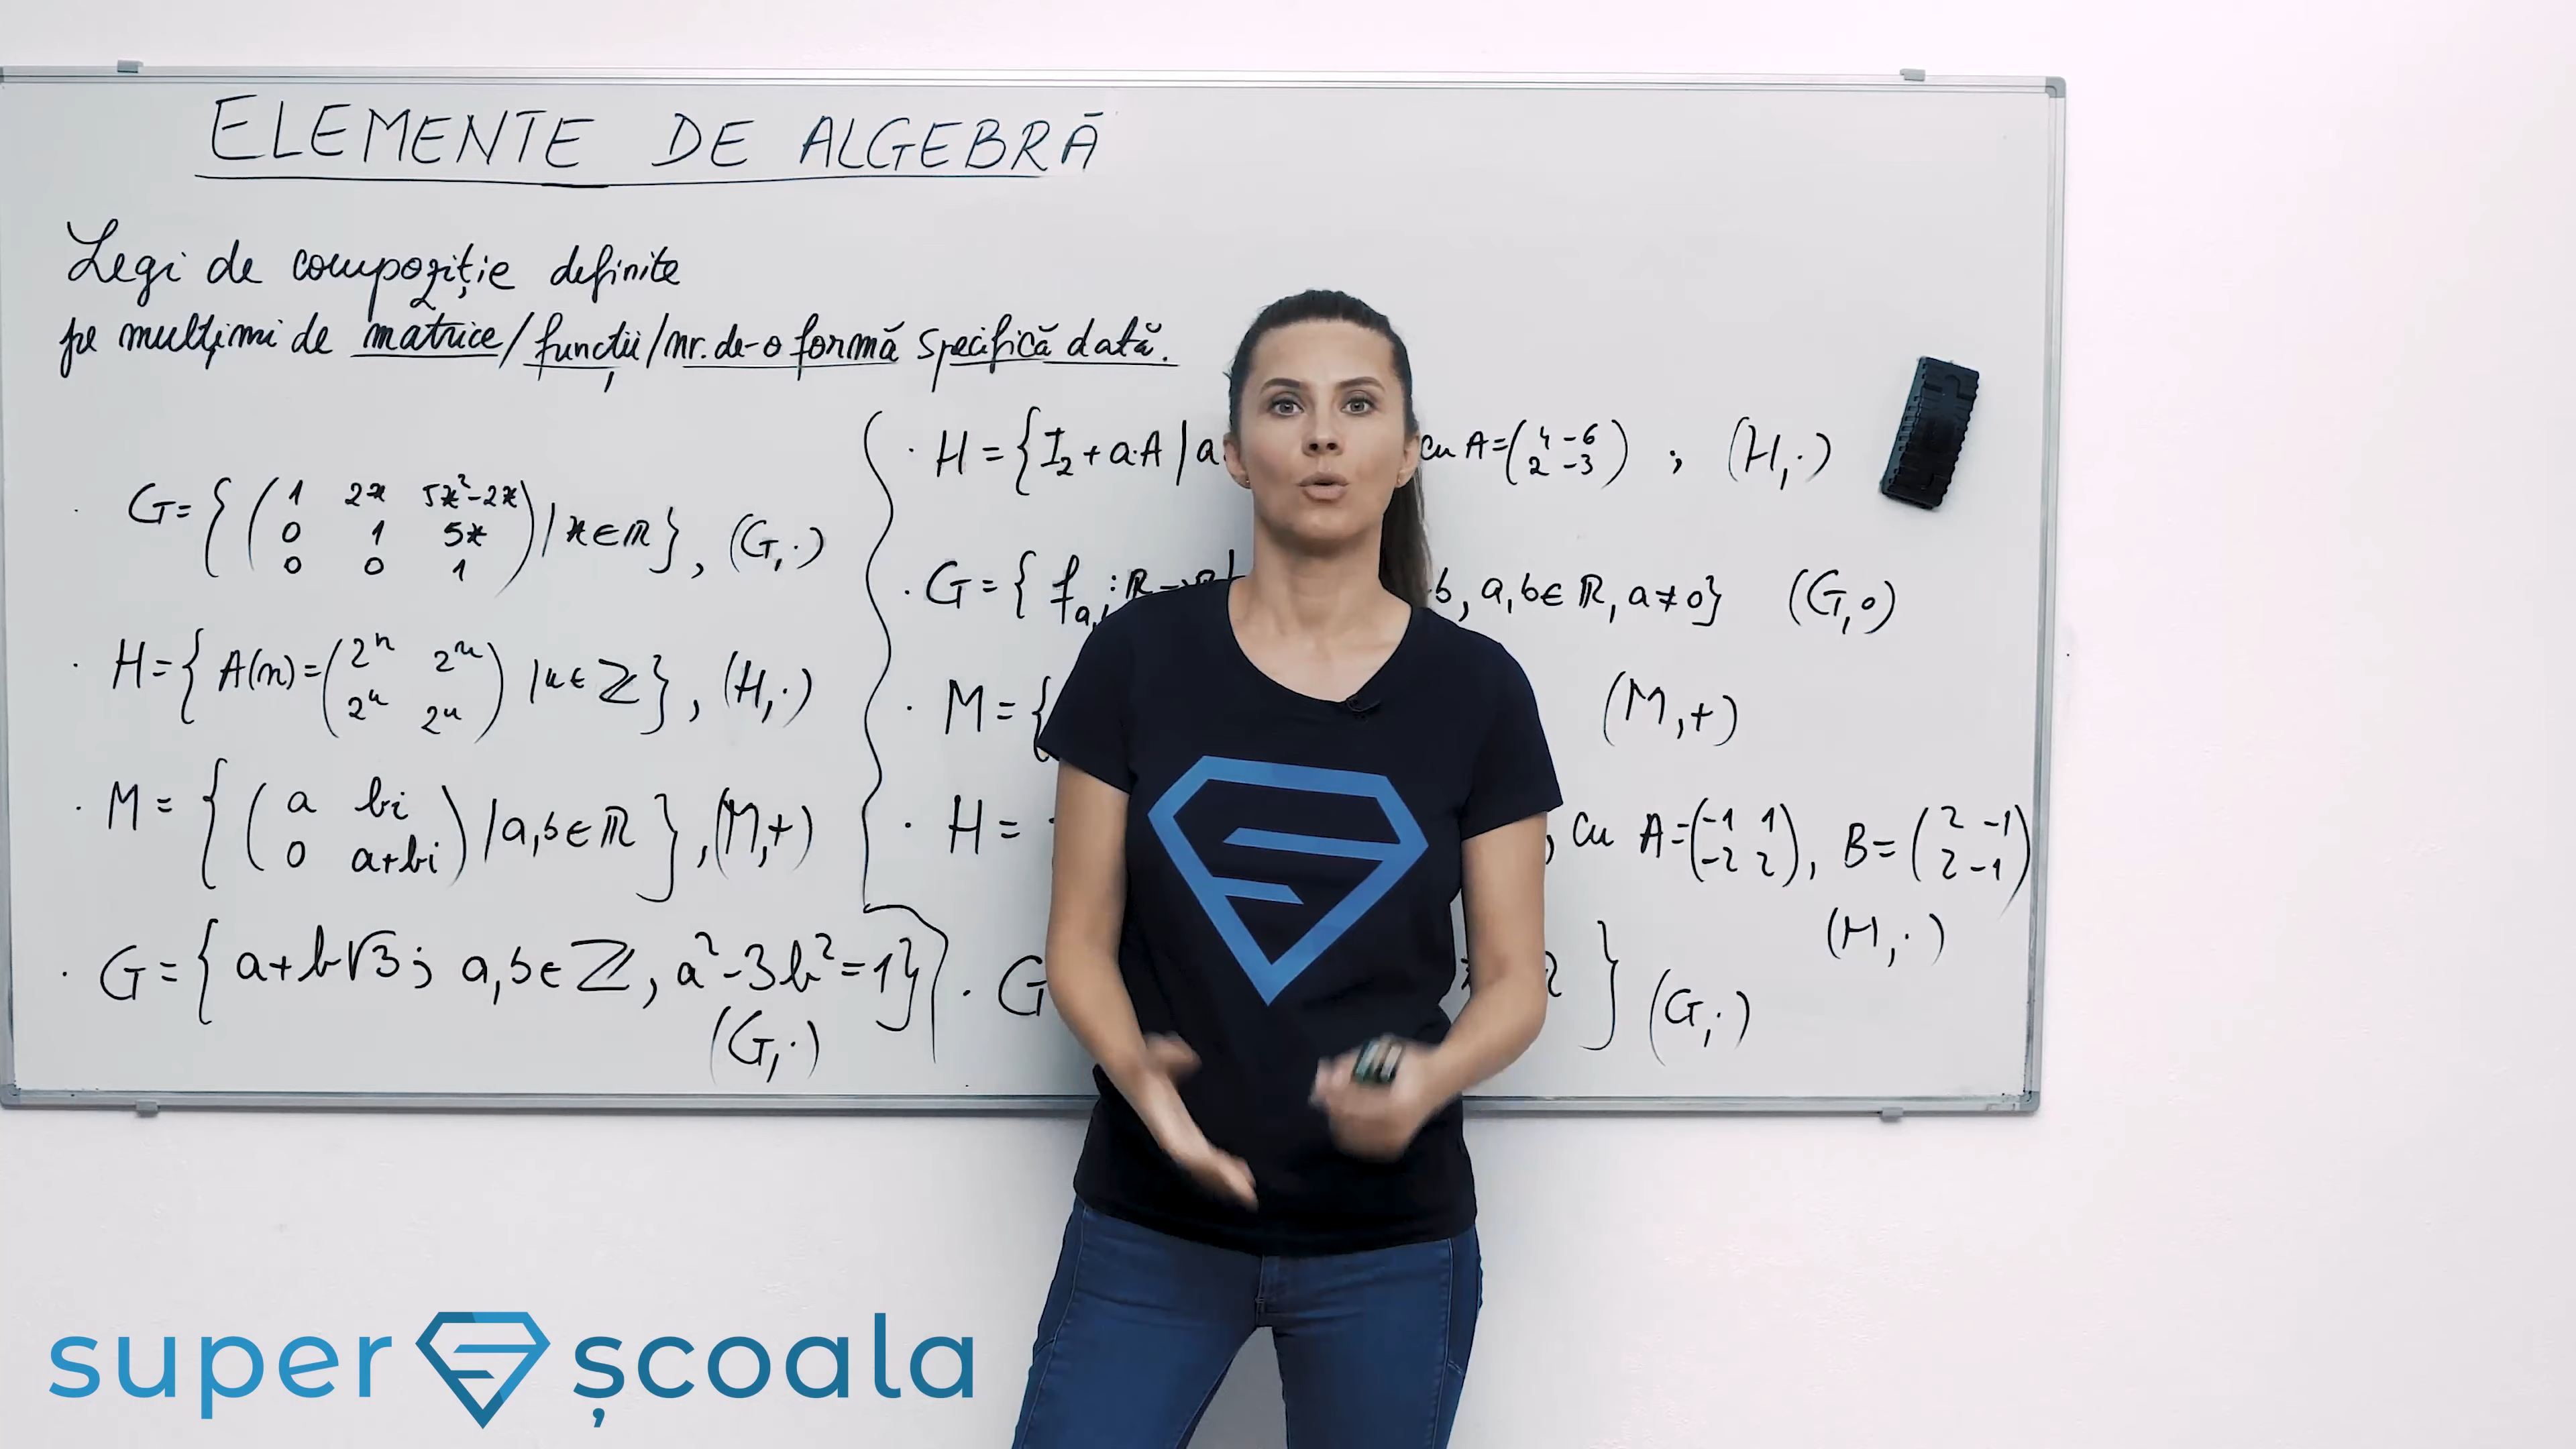 ELEMENTE DE ALGEBRĂ
Legi de compoziție definite
pe mulțimi de matrice/funcții/nr. de-o formă specifică dată.
· G={(1 2x 5x²-2x
0 1 5x
0 0 1) | x∈ℝ}, (G,·)
· H={A(n)=(2ⁿ 2ⁿ
2ⁿ 2ⁿ) | n∈ℤ}, (H,·)
· M={(a bi
0 a+bi) | a,b∈ℝ}, (M,+)
· G={a+b√3; a,b∈ℤ, a²-3b²=1}
(G,·)
· H={I₂+a·A | a cu A=(4 -6
2 -3) ; (H,·)
· G={f b, a,b∈ℝ, a≠0} (G,∘)
· M={ (M,+)
· H= , cu A=(-1 1
-2 2), B=(2 -1
2 -1)
(M,·)
· G } (G,·)
super școala